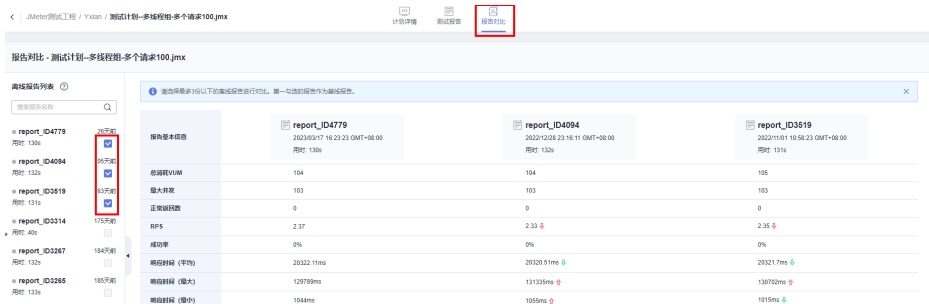 JMeter测试工程 / Yxian / 测试计划--多线程组-多个请求100.jmx
计划详情 测试报告 报告对比
报告对比 - 测试计划--多线程组-多个请求100.jmx
离线报告列表
搜索报告名称
report_ID4779 26天前
用时: 130s
report_ID4094 05天前
用时: 132s
report_ID3519 63天前
用时: 131s
report_ID3314 175天前
用时: 40s
report_ID3267 184天前
用时: 132s
report_ID3265 185天前
用时: 133s
请选择最多3份以下的离线报告进行对比。第一勾选的报告作为基线报告。
报告基本信息
report_ID4779
2023/03/17 16:23:23 GMT+08:00
用时: 130s
report_ID4094
2022/12/28 23:16:11 GMT+08:00
用时: 132s
report_ID3519
2022/11/01 10:58:23 GMT+08:00
用时: 131s
总消耗VUM 104 104 105
最大并发 103 103 103
正常返回数 0 0 0
RPS 2.37 2.33 2.35
成功率 0% 0% 0%
响应时间（平均） 20322.11ms 20320.51ms 20321.7ms
响应时间（最大） 129789ms 131335ms 130702ms
响应时间（最小） 1044ms 1055ms 1015ms